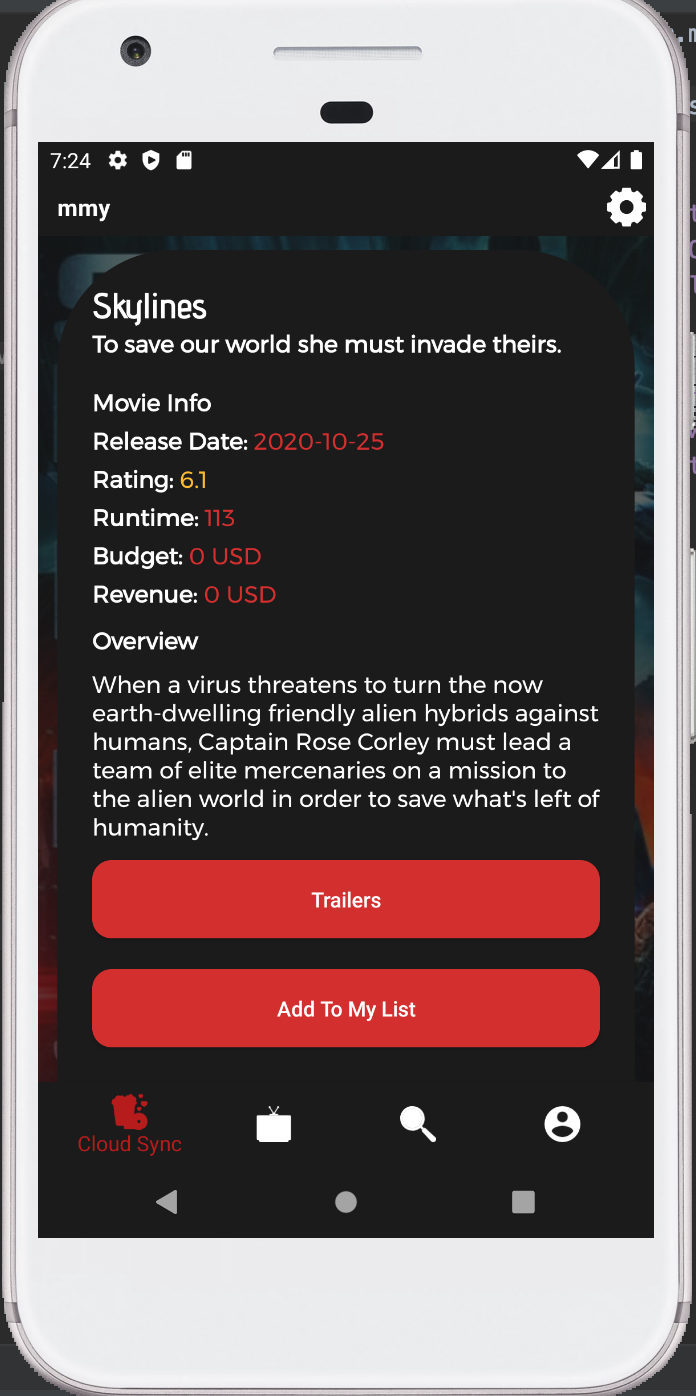 7:24
mmy
Skylines
To save our world she must invade theirs.
Movie Info
Release Date: 2020-10-25
Rating: 6.1
Runtime: 113
Budget: 0 USD
Revenue: 0 USD
Overview
When a virus threatens to turn the now
earth-dwelling friendly alien hybrids against
humans, Captain Rose Corley must lead a
team of elite mercenaries on a mission to
the alien world in order to save what's left of
humanity.
Trailers
Add To My List
Cloud Sync